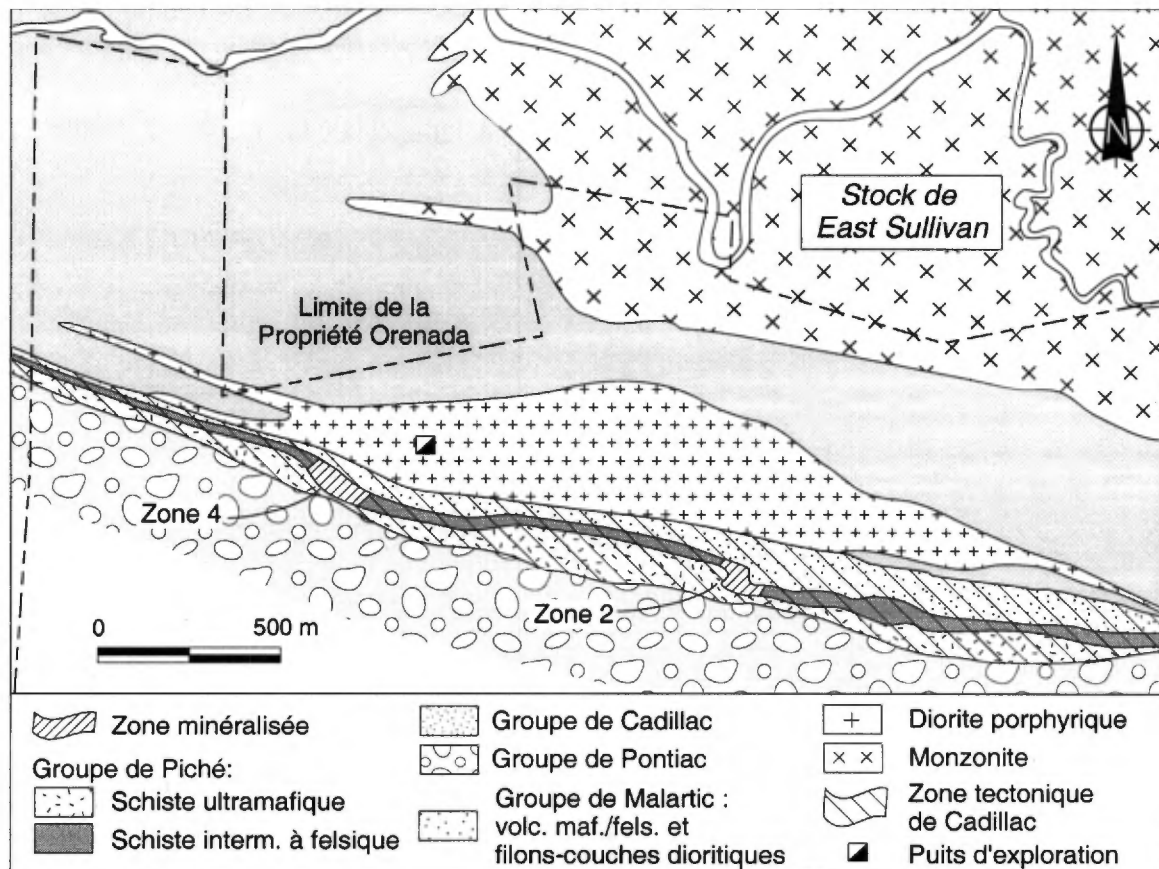 N
Stock de
East Sullivan
Limite de la
Propriété Orenada
Zone 4
Zone 2
0 500 m
Zone minéralisée
Groupe de Piché:
Schiste ultramafique
Schiste interm. à felsique
Groupe de Cadillac
Groupe de Pontiac
Groupe de Malartic :
volc. maf./fels. et
filons-couches dioritiques
Diorite porphyrique
Monzonite
Zone tectonique
de Cadillac
Puits d'exploration